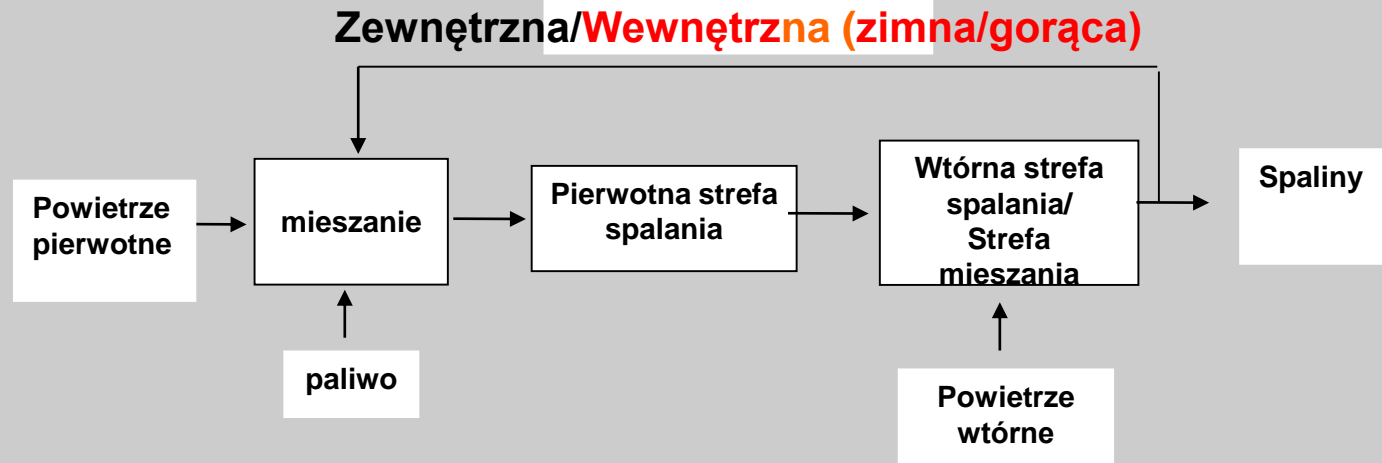 Zewnętrzna/Wewnętrzna (zimna/gorąca)
Powietrze
pierwotne
mieszanie
paliwo
Pierwotna strefa
spalania
Wtórna strefa
spalania/
Strefa
mieszania
Powietrze
wtórne
Spaliny